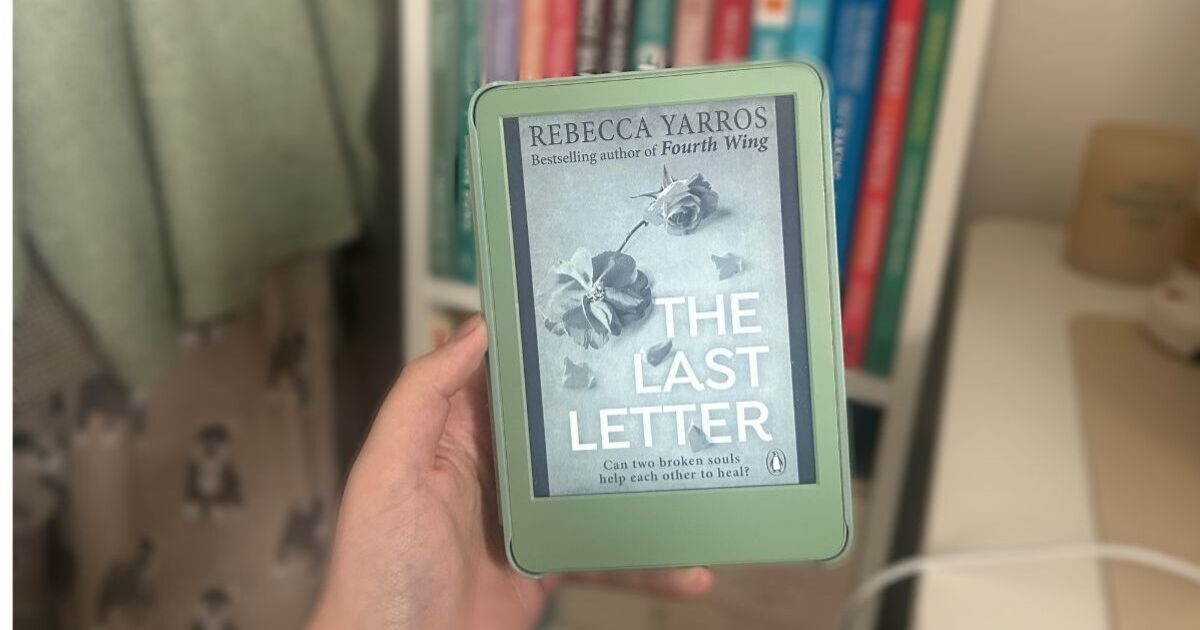 REBECCA YARROS
Bestselling author of Fourth Wing
THE
LAST
LETTER
Can two broken souls
help each other to heal?